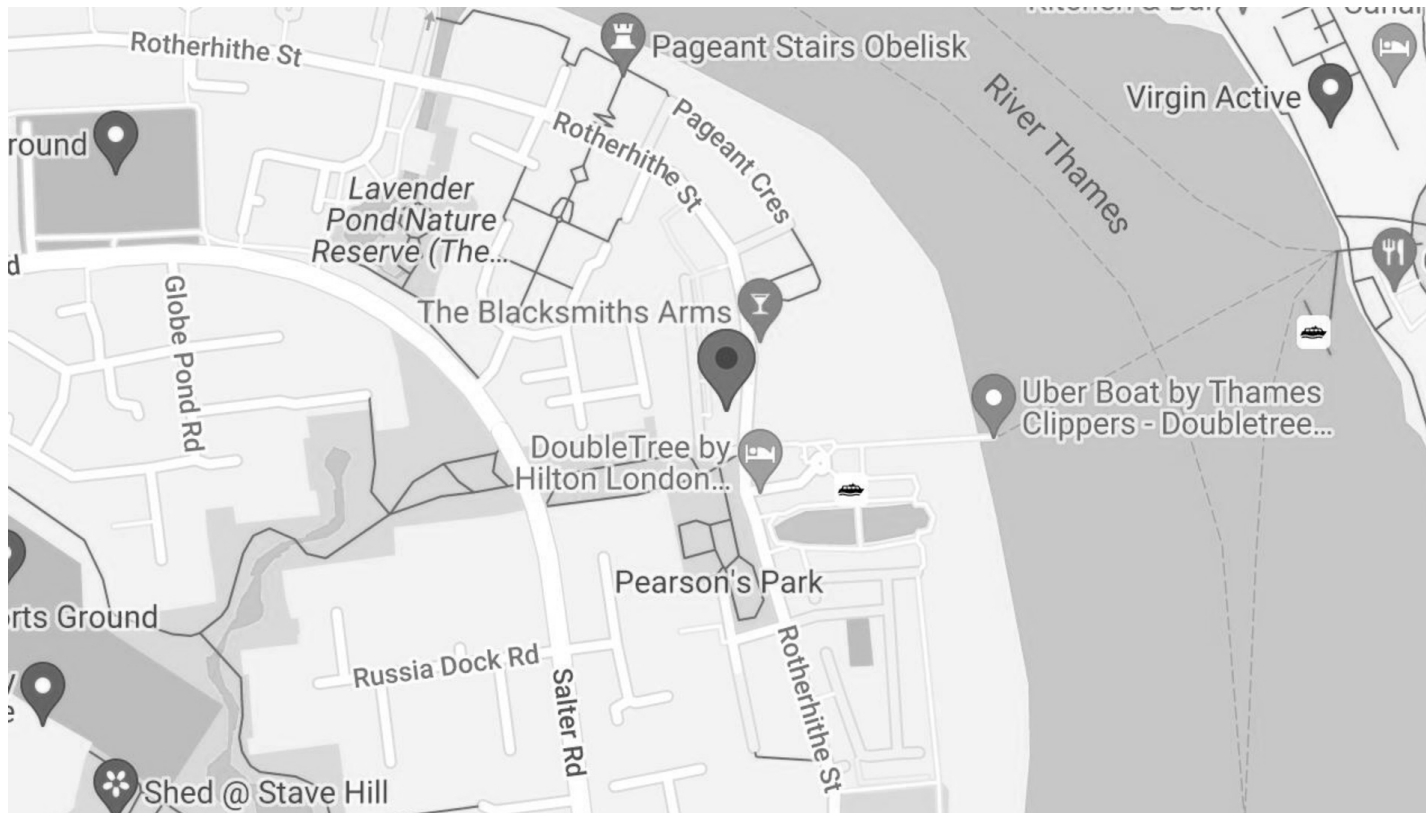 Rotherhithe St
Pageant Stairs Obelisk
River Thames
Virgin Active
round
Rotherhithe St
Pageant Cres
Lavender
Pond Nature
Reserve (The...
d
Globe Pond Rd
The Blacksmiths Arms
Uber Boat by Thames
Clippers - Doubletree...
DoubleTree by
Hilton London...
Pearson's Park
orts Ground
Russia Dock Rd
Salter Rd
Rotherhithe St
e
Shed @ Stave Hill